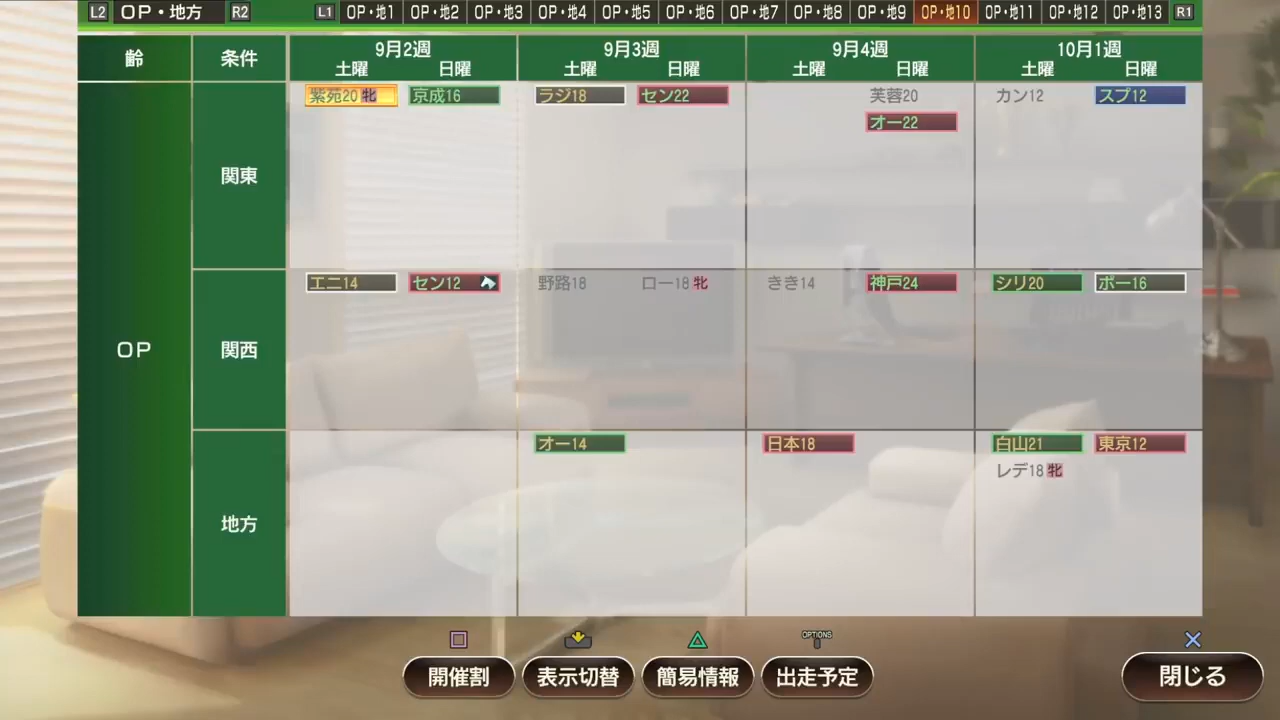 L2 OP・地方 R2 L1 OP・地1 OP・地2 OP・地3 OP・地4 OP・地5 OP・地6 OP・地7 OP・地8 OP・地9 OP・地10 OP・地11 OP・地12 OP・地13 R1
齢 条件 9月2週 9月3週 9月4週 10月1週
土曜 日曜 土曜 日曜 土曜 日曜 土曜 日曜
紫苑20 牝 京成16 ラジ18 セン22 芙蓉20 カン12 スプ12
オー22
関東
エニ14 セン12 野路18 ロー18 牝 きき14 神戸24 シリ20 ポー16
OP 関西
オー14 日本18 白山21 東京12
レデ18 牝
地方
OPTIONS
開催割 表示切替 簡易情報 出走予定 閉じる